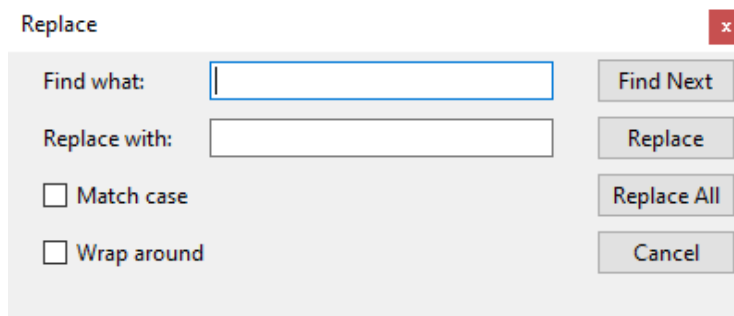 Replace x
Find what: Find Next
Replace with: Replace
Match case Replace All
Wrap around Cancel